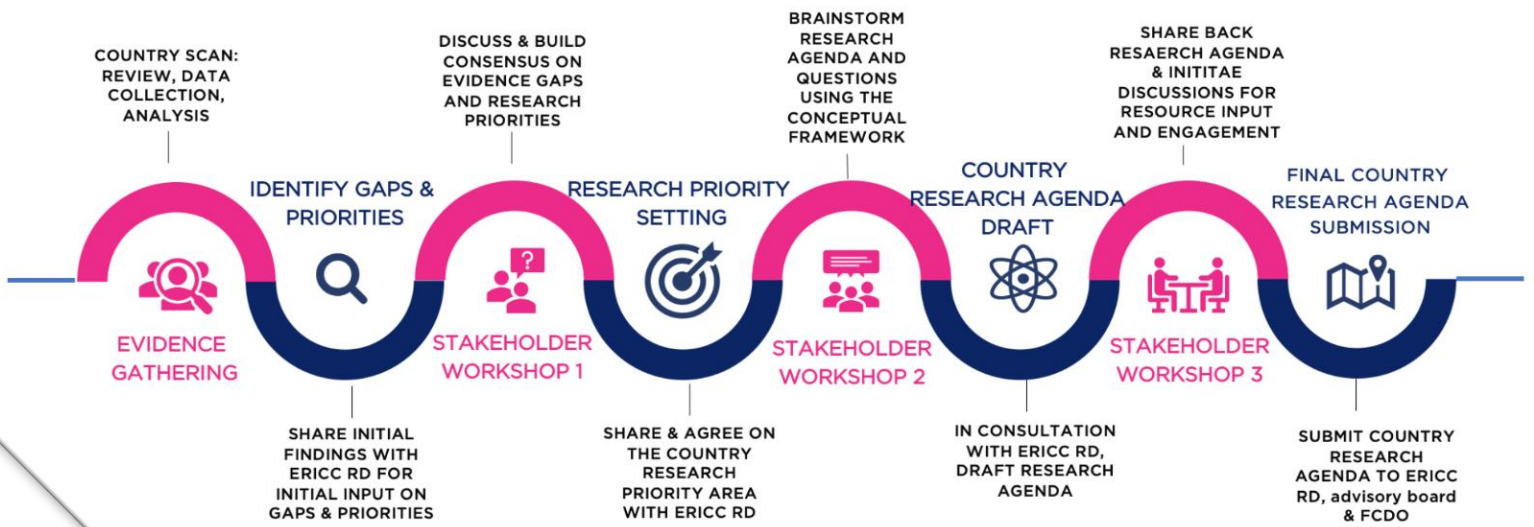 COUNTRY SCAN:
REVIEW, DATA
COLLECTION,
ANALYSIS
EVIDENCE
GATHERING
IDENTIFY GAPS &
PRIORITIES
SHARE INITIAL
FINDINGS WITH
ERICC RD FOR
INITIAL INPUT ON
GAPS & PRIORITIES
DISCUSS & BUILD
CONSENSUS ON
EVIDENCE GAPS
AND RESEARCH
PRIORITIES
?
STAKEHOLDER
WORKSHOP 1
RESEARCH PRIORITY
SETTING
SHARE & AGREE ON
THE COUNTRY
RESEARCH
PRIORITY AREA
WITH ERICC RD
BRAINSTORM
RESEARCH
AGENDA AND
QUESTIONS
USING THE
CONCEPTUAL
FRAMEWORK
STAKEHOLDER
WORKSHOP 2
COUNTRY
RESEARCH AGENDA
DRAFT
IN CONSULTATION
WITH ERICC RD,
DRAFT RESEARCH
AGENDA
SHARE BACK
RESAERCH AGENDA
& INITITAE
DISCUSSIONS FOR
RESOURCE INPUT
AND ENGAGEMENT
STAKEHOLDER
WORKSHOP 3
FINAL COUNTRY
RESEARCH AGENDA
SUBMISSION
SUBMIT COUNTRY
RESEARCH
AGENDA TO ERICC
RD, advisory board
& FCDO